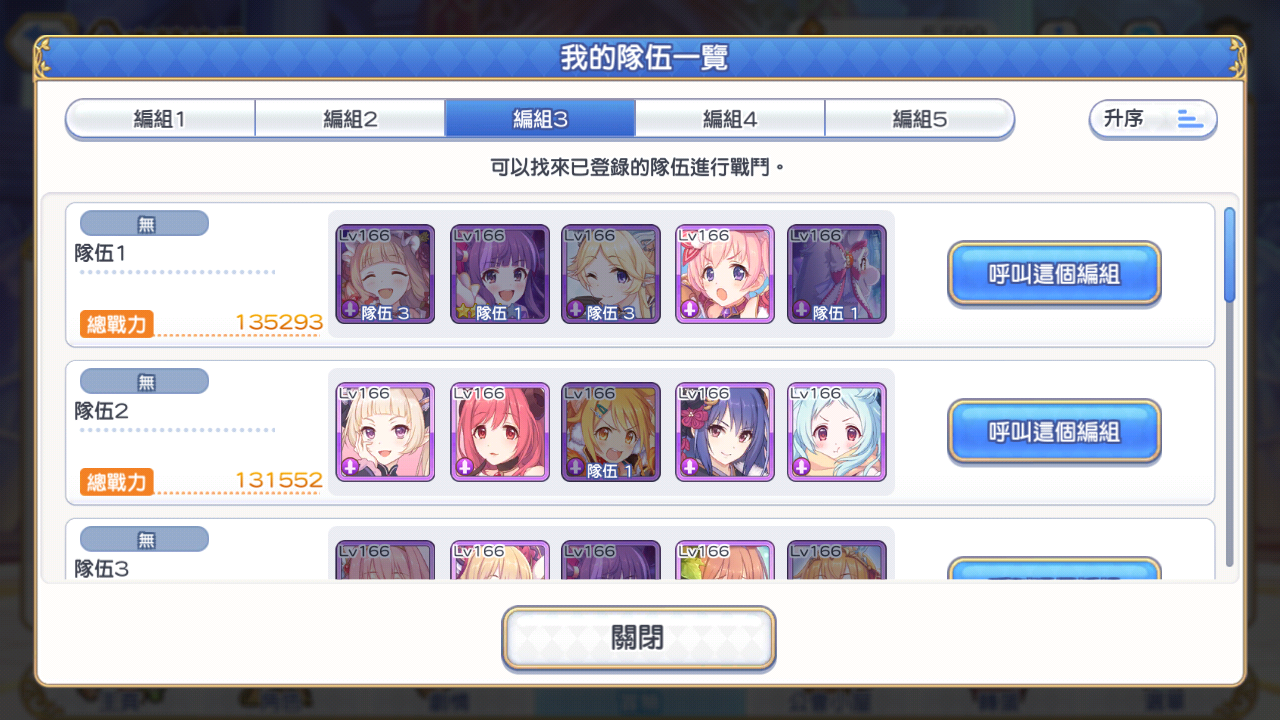 我的隊伍一覽
編組1 編組2 編組3 編組4 編組5 升序
可以找來已登錄的隊伍進行戰鬥。
無
隊伍1
總戰力 135293
Lv166 Lv166 Lv166 Lv166 Lv166
隊伍 3 隊伍 1 隊伍 3 隊伍 1
呼叫這個編組
無
隊伍2
總戰力 131552
Lv166 Lv166 Lv166 Lv166 Lv166
隊伍 1
呼叫這個編組
無
隊伍3
Lv166 Lv166 Lv166 Lv166 Lv166
關閉